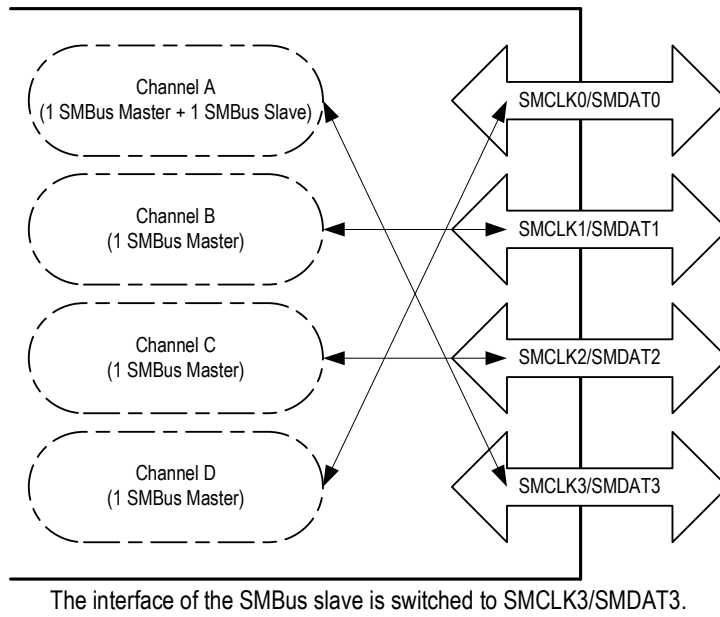 Channel A
(1 SMBus Master + 1 SMBus Slave)
SMCLK0/SMDAT0
Channel B
(1 SMBus Master)
SMCLK1/SMDAT1
Channel C
(1 SMBus Master)
SMCLK2/SMDAT2
Channel D
(1 SMBus Master)
SMCLK3/SMDAT3
The interface of the SMBus slave is switched to SMCLK3/SMDAT3.